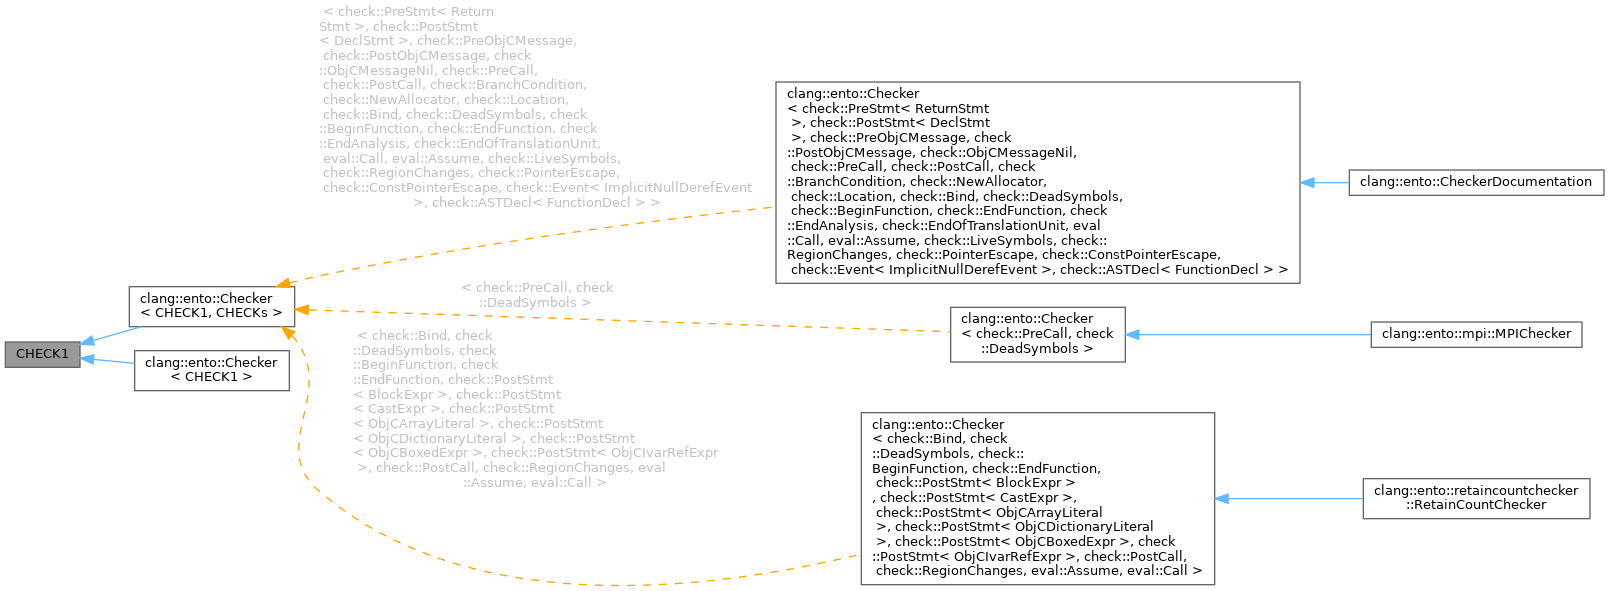 < check::PreStmt< Return
Stmt >, check::PostStmt
< DeclStmt >, check::PreObjCMessage,
check::PostObjCMessage, check
::ObjCMessageNil, check::PreCall,
check::PostCall, check::BranchCondition,
check::NewAllocator, check::Location,
check::Bind, check::DeadSymbols, check
::BeginFunction, check::EndFunction, check
::EndAnalysis, check::EndOfTranslationUnit,
eval::Call, eval::Assume, check::LiveSymbols,
check::RegionChanges, check::PointerEscape,
check::ConstPointerEscape, check::Event< ImplicitNullDerefEvent
>, check::ASTDecl< FunctionDecl > >
clang::ento::Checker
< check::PreStmt< ReturnStmt
>, check::PostStmt< DeclStmt
>, check::PreObjCMessage, check
::PostObjCMessage, check::ObjCMessageNil,
check::PreCall, check::PostCall, check
::BranchCondition, check::NewAllocator,
check::Location, check::Bind, check::DeadSymbols,
check::BeginFunction, check::EndFunction, check
::EndAnalysis, check::EndOfTranslationUnit, eval
::Call, eval::Assume, check::LiveSymbols, check::
RegionChanges, check::PointerEscape, check::ConstPointerEscape,
check::Event< ImplicitNullDerefEvent >, check::ASTDecl< FunctionDecl > >
clang::ento::CheckerDocumentation
clang::ento::Checker
< CHECK1, CHECKs >
< check::PreCall, check
::DeadSymbols >
clang::ento::Checker
< check::PreCall, check
::DeadSymbols >
clang::ento::mpi::MPIChecker
CHECK1
clang::ento::Checker
< CHECK1 >
< check::Bind, check
::DeadSymbols, check
::BeginFunction, check
::EndFunction, check::PostStmt
< BlockExpr >, check::PostStmt
< CastExpr >, check::PostStmt
< ObjCArrayLiteral >, check::PostStmt
< ObjCDictionaryLiteral >, check::PostStmt
< ObjCBoxedExpr >, check::PostStmt< ObjCIvarRefExpr
>, check::PostCall, check::RegionChanges, eval
::Assume, eval::Call >
clang::ento::Checker
< check::Bind, check
::DeadSymbols, check::
BeginFunction, check::EndFunction,
check::PostStmt< BlockExpr >
, check::PostStmt< CastExpr >,
check::PostStmt< ObjCArrayLiteral
>, check::PostStmt< ObjCDictionaryLiteral
>, check::PostStmt< ObjCBoxedExpr >, check
::PostStmt< ObjCIvarRefExpr >, check::PostCall,
check::RegionChanges, eval::Assume, eval::Call >
clang::ento::retaincountchecker
::RetainCountChecker